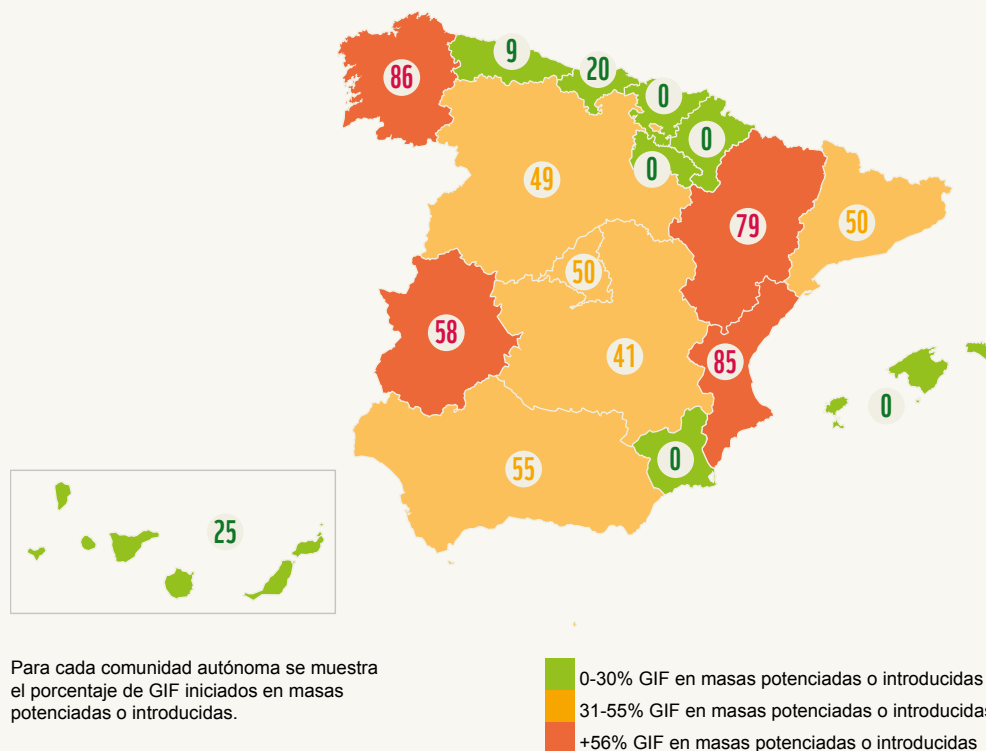 9
20
86
0
0
0
49
79
50
50
58
41
85
0
0
55
25
Para cada comunidad autónoma se muestra
el porcentaje de GIF iniciados en masas
potenciadas o introducidas.
0-30% GIF en masas potenciadas o introducidas
31-55% GIF en masas potenciadas o introducidas
+56% GIF en masas potenciadas o introducidas